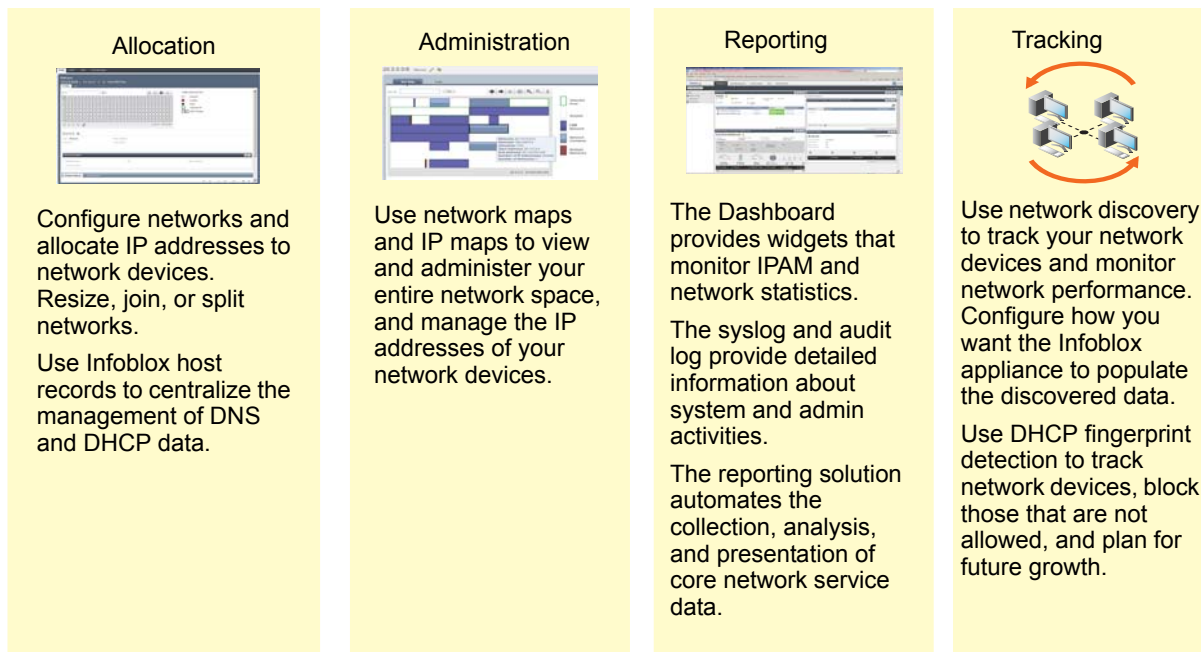 Allocation
Configure networks and
allocate IP addresses to
network devices.
Resize, join, or split
networks.
Use Infoblox host
records to centralize the
management of DNS
and DHCP data.
Administration
Use network maps
and IP maps to view
and administer your
entire network space,
and manage the IP
addresses of your
network devices.
Reporting
The Dashboard
provides widgets that
monitor IPAM and
network statistics.
The syslog and audit
log provide detailed
information about
system and admin
activities.
The reporting solution
automates the
collection, analysis,
and presentation of
core network service
data.
Tracking
Use network discovery
to track your network
devices and monitor
network performance.
Configure how you
want the Infoblox
appliance to populate
the discovered data.
Use DHCP fingerprint
detection to track
network devices, block
those that are not
allowed, and plan for
future growth.